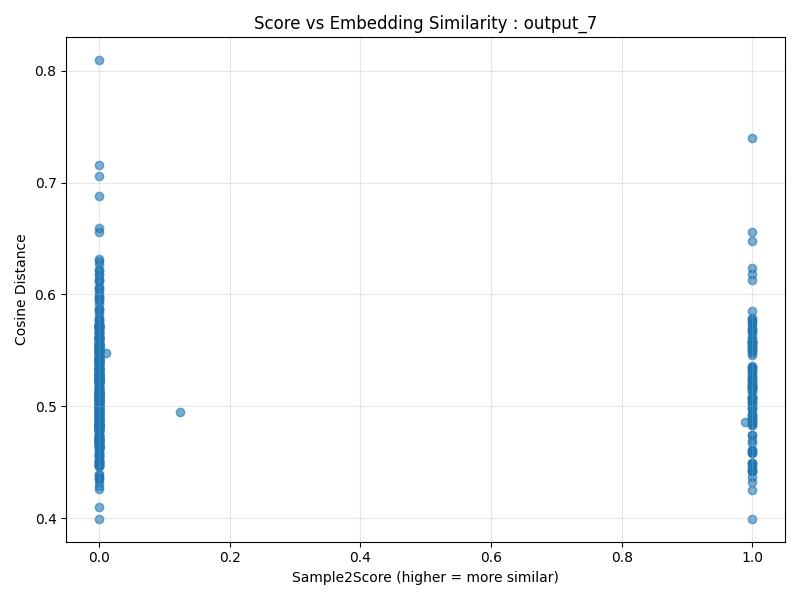 Score vs Embedding Similarity : output_7
Cosine Distance
0.8
0.7
0.6
0.5
0.4
0.0 0.2 0.4 0.6 0.8 1.0
Sample2Score (higher = more similar)